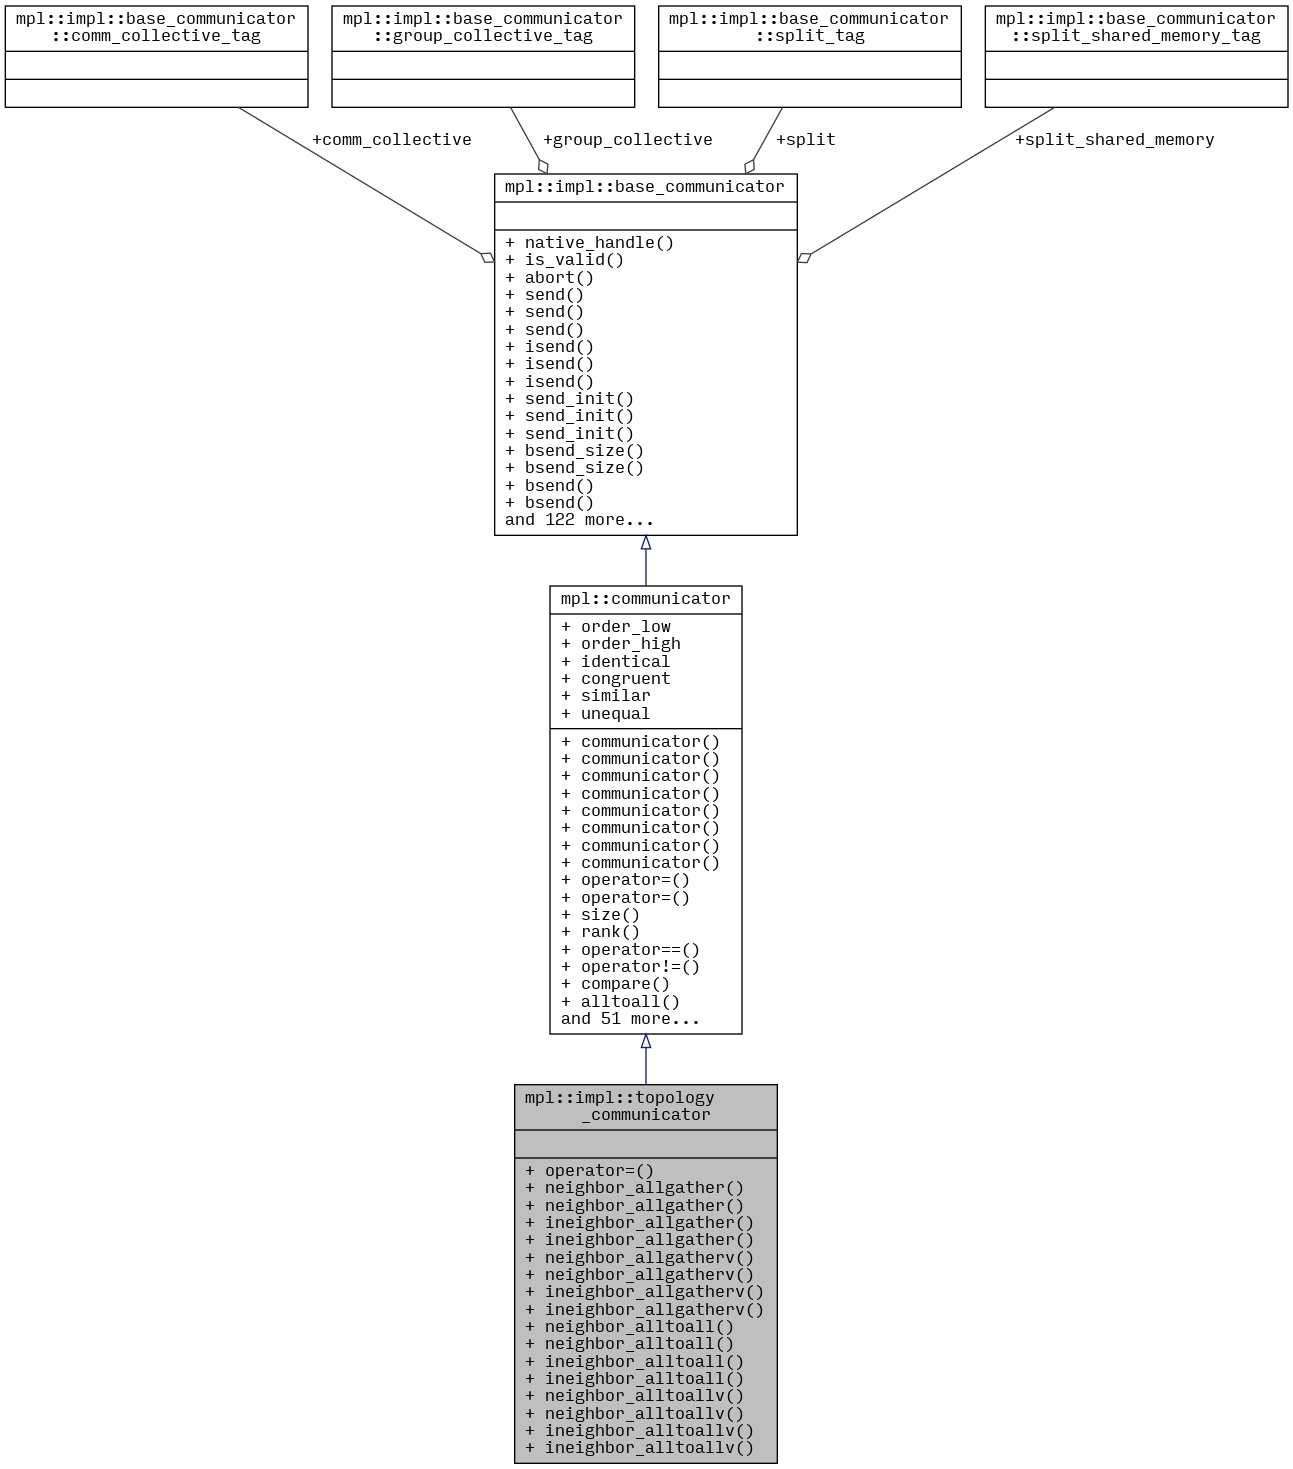 mpl::impl::base_communicator
::comm_collective_tag
mpl::impl::base_communicator
::group_collective_tag
mpl::impl::base_communicator
::split_tag
mpl::impl::base_communicator
::split_shared_memory_tag
+comm_collective
+group_collective
+split
+split_shared_memory
mpl::impl::base_communicator
+ native_handle()
+ is_valid()
+ abort()
+ send()
+ send()
+ send()
+ isend()
+ isend()
+ isend()
+ send_init()
+ send_init()
+ send_init()
+ bsend_size()
+ bsend_size()
+ bsend()
+ bsend()
and 122 more...
mpl::communicator
+ order_low
+ order_high
+ identical
+ congruent
+ similar
+ unequal
+ communicator()
+ communicator()
+ communicator()
+ communicator()
+ communicator()
+ communicator()
+ communicator()
+ communicator()
+ operator=()
+ operator=()
+ size()
+ rank()
+ operator==()
+ operator!=()
+ compare()
+ alltoall()
and 51 more...
mpl::impl::topology
_communicator
+ operator=()
+ neighbor_allgather()
+ neighbor_allgather()
+ ineighbor_allgather()
+ ineighbor_allgather()
+ neighbor_allgatherv()
+ neighbor_allgatherv()
+ ineighbor_allgatherv()
+ ineighbor_allgatherv()
+ neighbor_alltoall()
+ neighbor_alltoall()
+ ineighbor_alltoall()
+ ineighbor_alltoall()
+ neighbor_alltoallv()
+ neighbor_alltoallv()
+ ineighbor_alltoallv()
+ ineighbor_alltoallv()